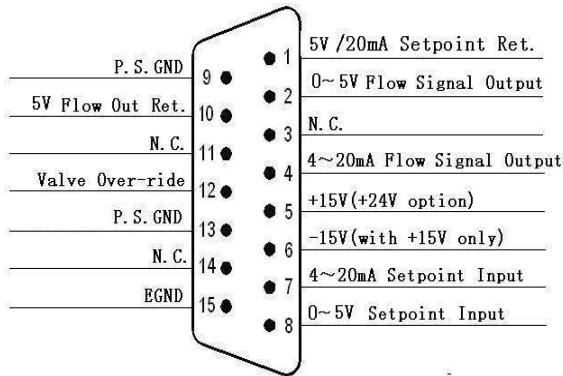 P.S.GND 9
5V Flow Out Ret. 10
N.C. 11
Valve Over-ride 12
P.S.GND 13
N.C. 14
EGND 15
1 5V /20mA Setpoint Ret.
2 0~5V Flow Signal Output
3 N.C.
4 4~20mA Flow Signal Output
5 +15V(+24V option)
6 -15V(with +15V only)
7 4~20mA Setpoint Input
8 0~5V Setpoint Input